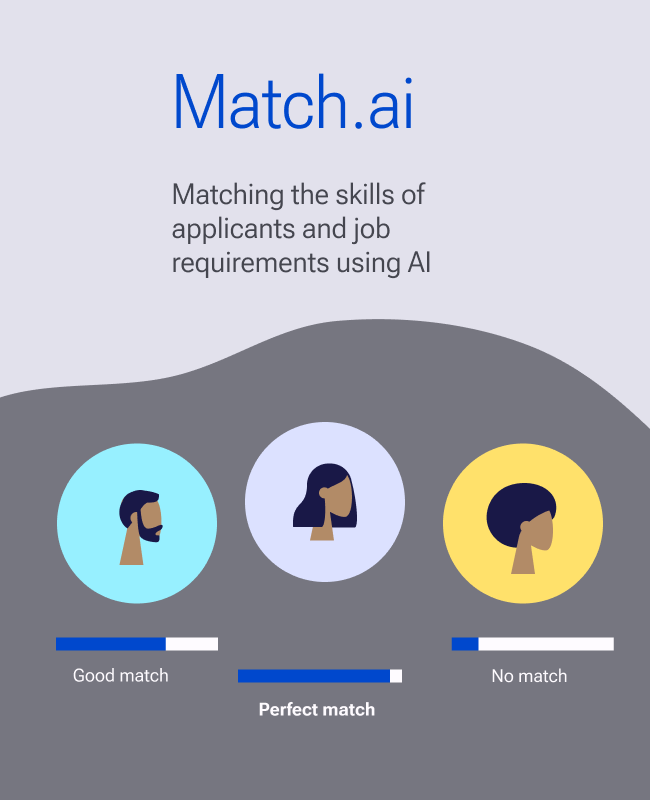 Match.ai
Matching the skills of
applicants and job
requirements using AI
Good match
Perfect match
No match